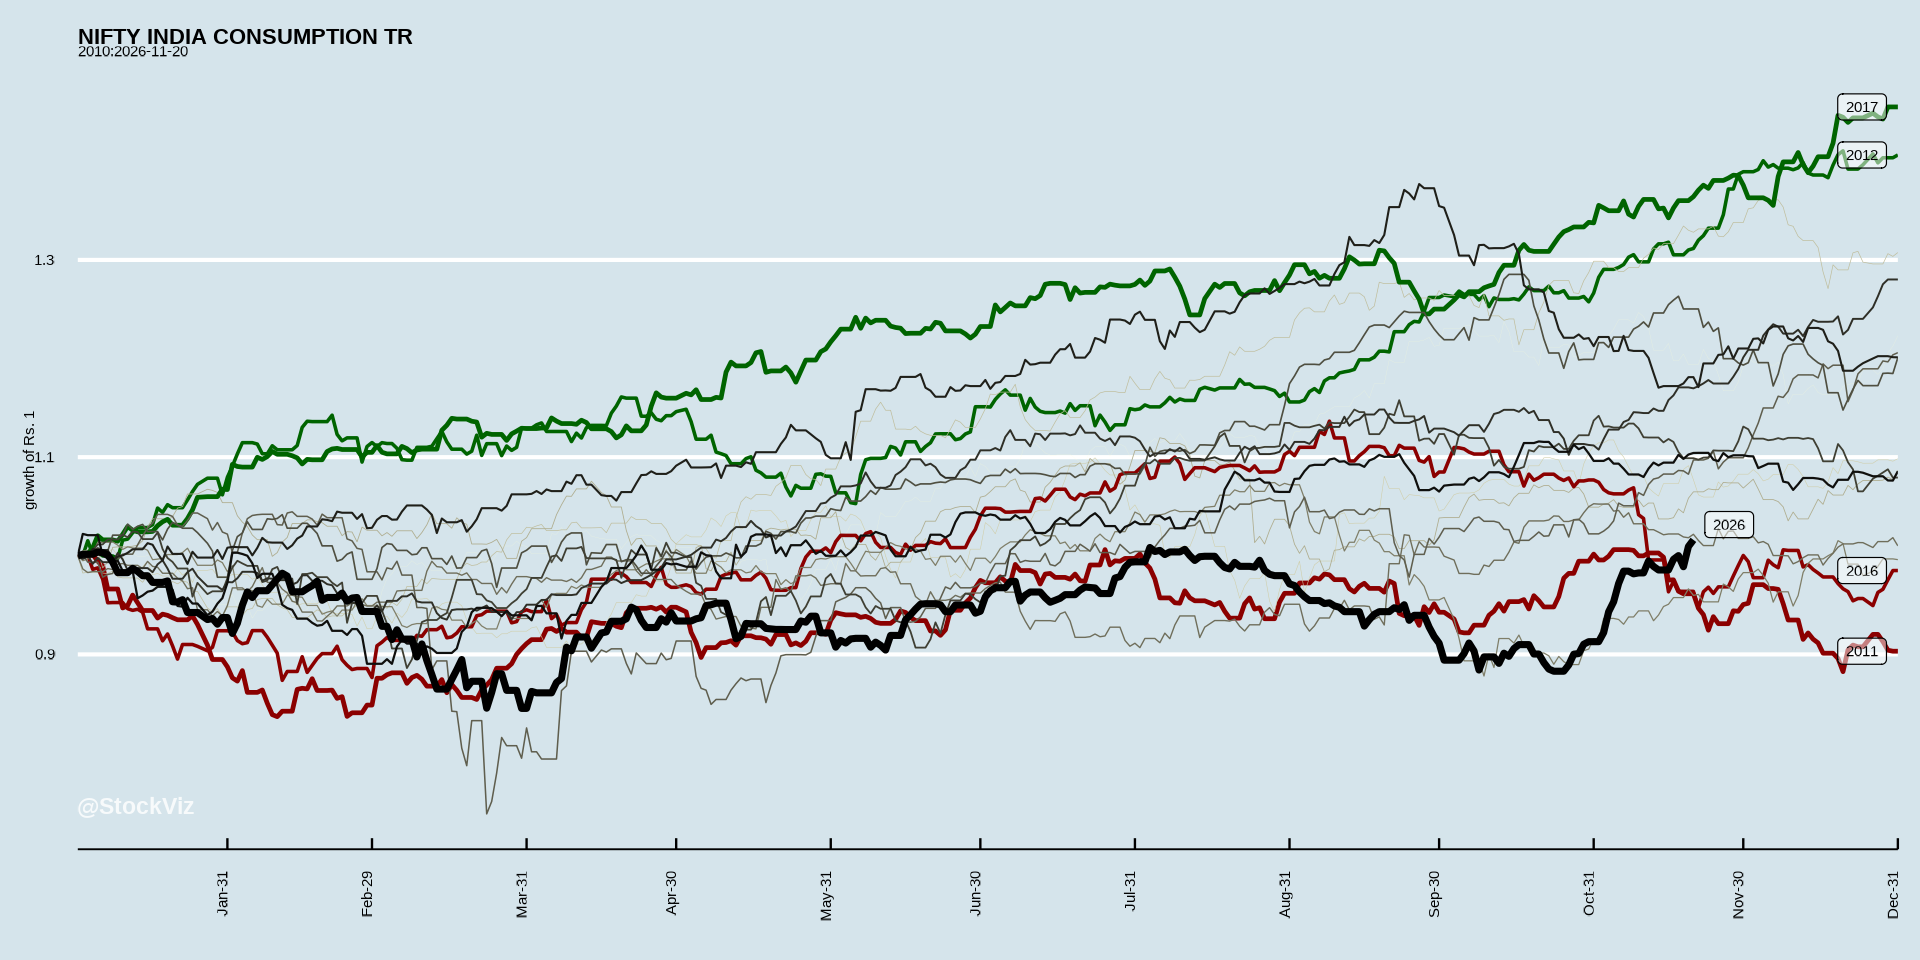 NIFTY INDIA CONSUMPTION TR
2010:2026-11-20
2017
2012
1.3
1.1
growth of Rs. 1
2026
2016
2011
0.9
@StockViz
Jan-31
Feb-29
Mar-31
Apr-30
May-31
Jun-30
Jul-31
Aug-31
Sep-30
Oct-31
Nov-30
Dec-31